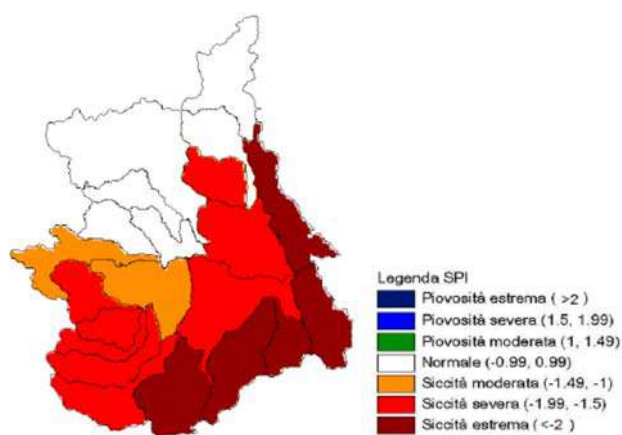 Legenda SPI
Piovosità estrema ( >2 )
Piovosità severa (1.5, 1.99)
Piovosità moderata (1, 1.49)
Normale (-0.99, 0.99)
Siccità moderata (-1.49, -1)
Siccità severa (-1.99, -1.5)
Siccità estrema (<-2 )